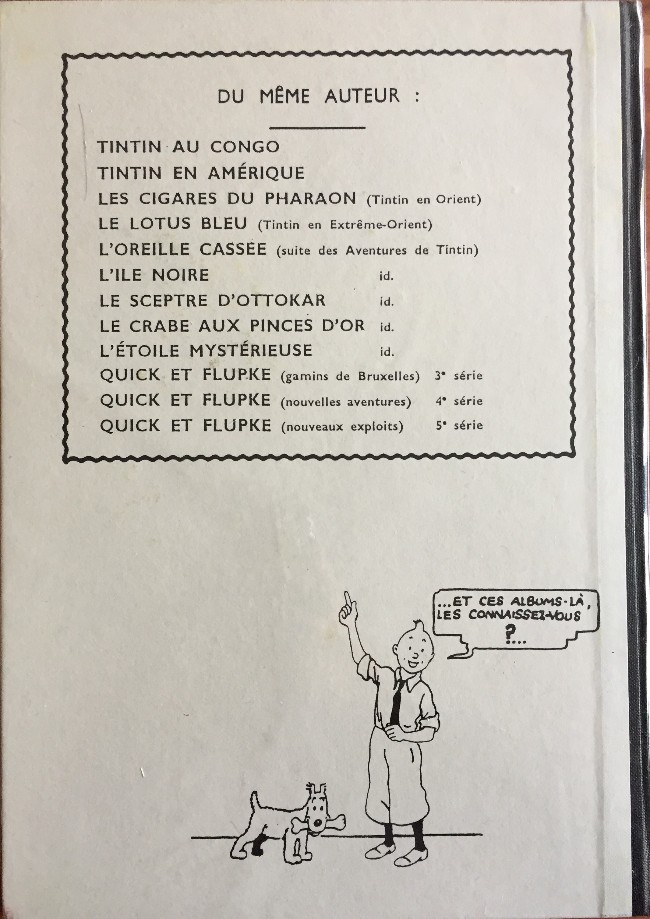 DU MÊME AUTEUR :
TINTIN AU CONGO
TINTIN EN AMÉRIQUE
LES CIGARES DU PHARAON (Tintin en Orient)
LE LOTUS BLEU (Tintin en Extrême-Orient)
L'OREILLE CASSÉE (suite des Aventures de Tintin)
L'ILE NOIRE id.
LE SCEPTRE D'OTTOKAR id.
LE CRABE AUX PINCES D'OR id.
L'ÉTOILE MYSTÉRIEUSE id.
QUICK ET FLUPKE (gamins de Bruxelles) 3e série
QUICK ET FLUPKE (nouvelles aventures) 4e série
QUICK ET FLUPKE (nouveaux exploits) 5e série
...ET CES ALBUMS-LÀ,
LES CONNAISSEZ-VOUS
?...